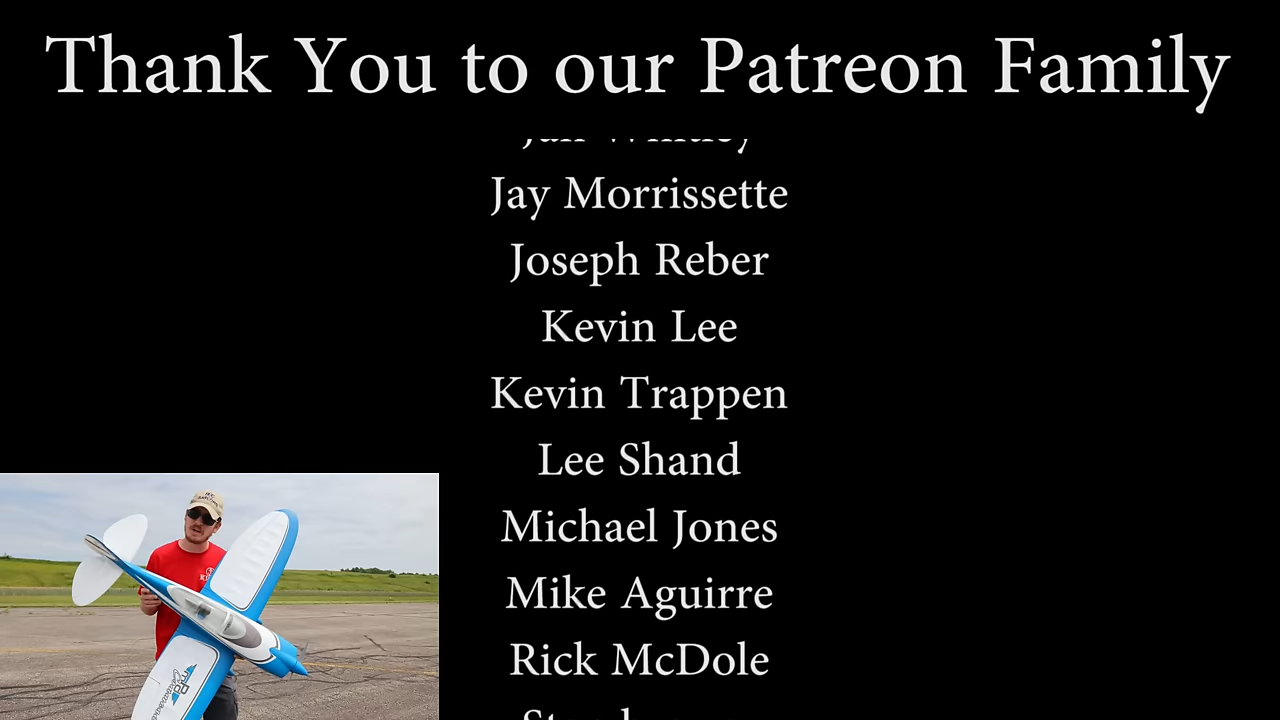 Thank You to our Patreon Family
Jay Morrissette
Joseph Reber
Kevin Lee
Kevin Trappen
Lee Shand
Michael Jones
Mike Aguirre
Rick McDole